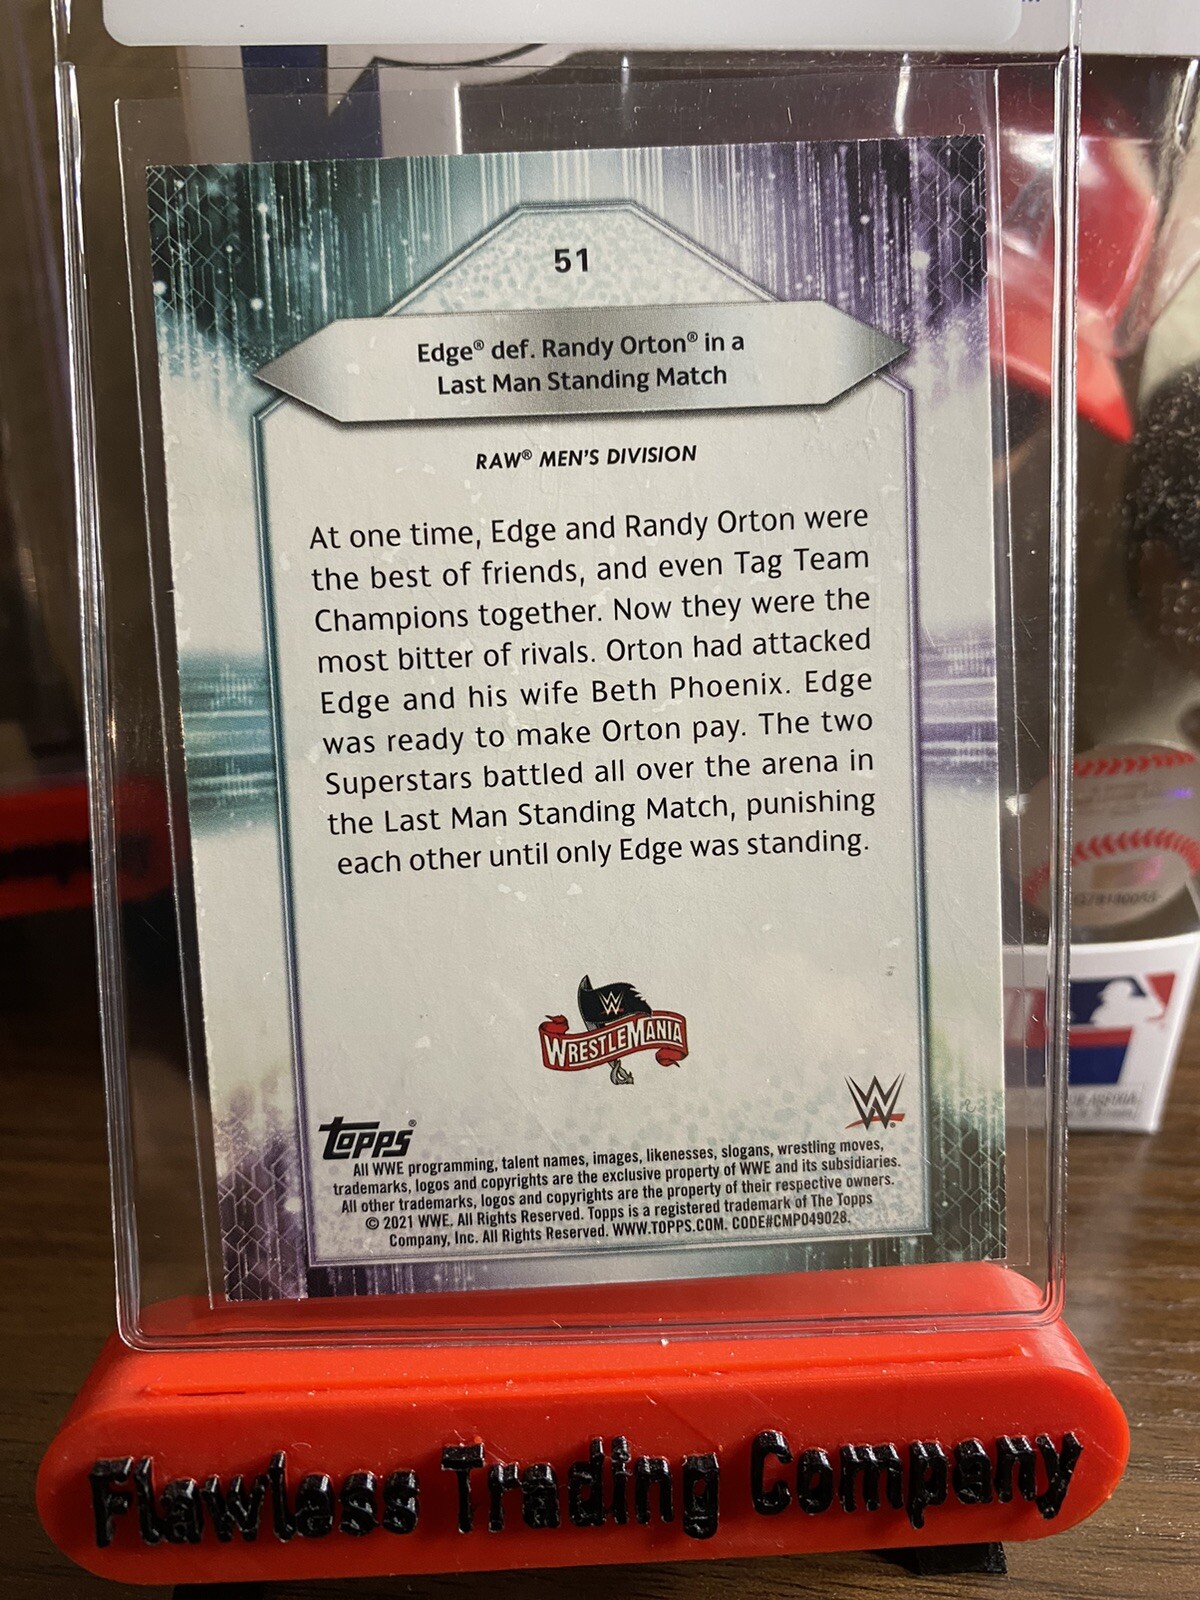 51
Edge® def. Randy Orton® in a
Last Man Standing Match
RAW® MEN'S DIVISION
At one time, Edge and Randy Orton were
the best of friends, and even Tag Team
Champions together. Now they were the
most bitter of rivals. Orton had attacked
Edge and his wife Beth Phoenix. Edge
was ready to make Orton pay. The two
Superstars battled all over the arena in
the Last Man Standing Match, punishing
each other until only Edge was standing.
W
WRESTLEMANIA
topps®
W
All WWE programming, talent names, images, likenesses, slogans, wrestling moves,
trademarks, logos and copyrights are the exclusive property of WWE and its subsidiaries.
All other trademarks, logos and copyrights are the property of their respective owners.
© 2021 WWE. All Rights Reserved. Topps is a registered trademark of The Topps
Company, Inc. All Rights Reserved. WWW.TOPPS.COM. CODE#CMP049028.
Flawless Trading Company